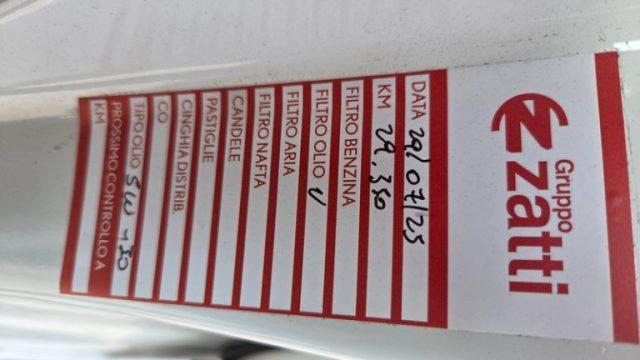 Gruppo
zatti
DATA 29/07/25
KM 29.350
FILTRO BENZINA
FILTRO OLIO V
FILTRO ARIA
FILTRO NAFTA
CANDELE
PASTIGLIE
CINGHIA DISTRIB.
CO
TIPO OLIO 5W-30
PROSSIMO CONTROLLO A
KM